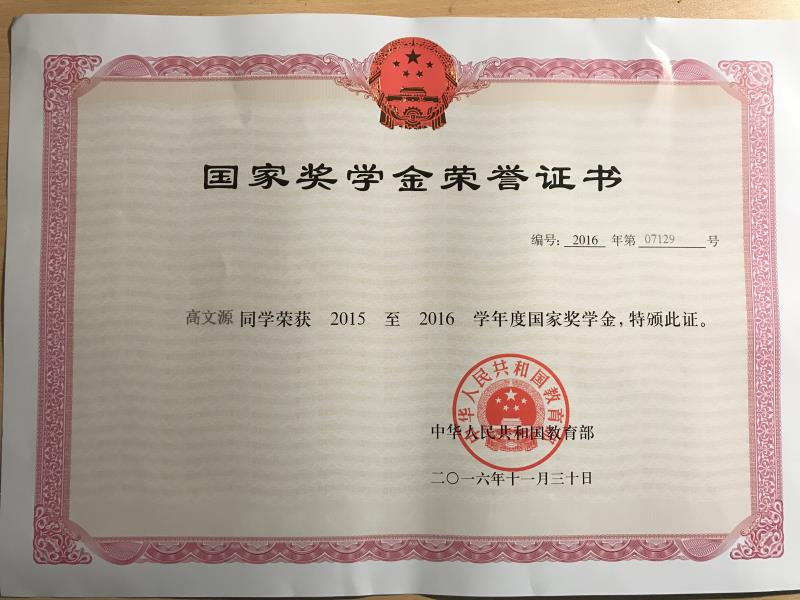 国家奖学金荣誉证书
编号: 2016 年第 07129 号
高文源 同学荣获 2015 至 2016 学年度国家奖学金,特颁此证。
中华人民共和国教育部
中华人民共和国教育部
二〇一六年十一月三十日